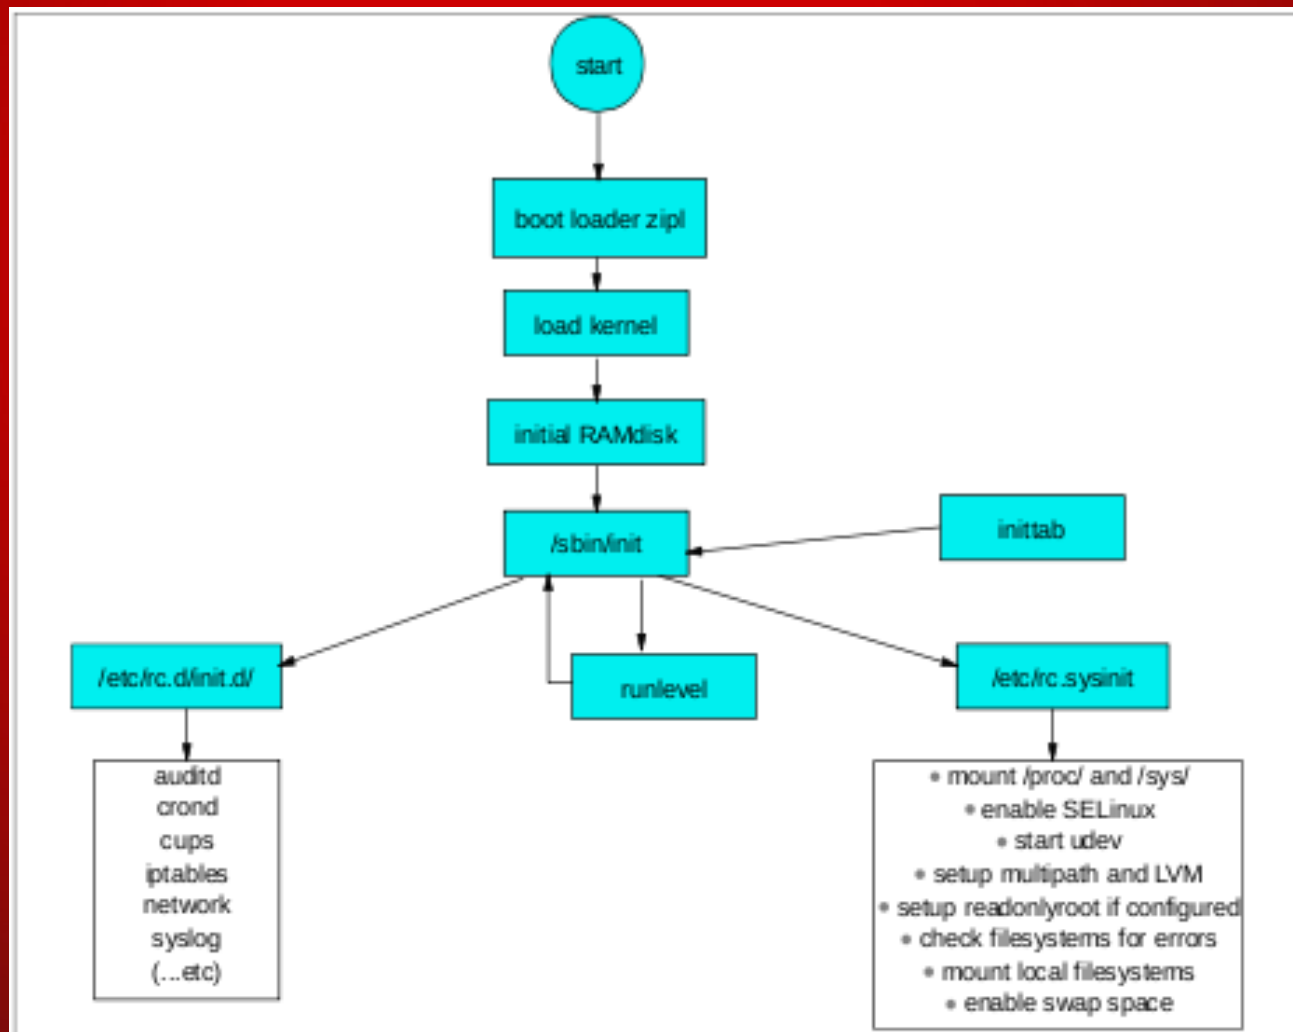 start
boot loader zipl
load kernel
initial RAMdisk
/sbin/init
inittab
/etc/rc.d/init.d/
runlevel
/etc/rc.sysinit
auditd
crond
cups
iptables
network
syslog
(...etc)
• mount /proc/ and /sys/
• enable SELinux
• start udev
• setup multipath and LVM
• setup readonlyroot if configured
• check filesystems for errors
• mount local filesystems
• enable swap space